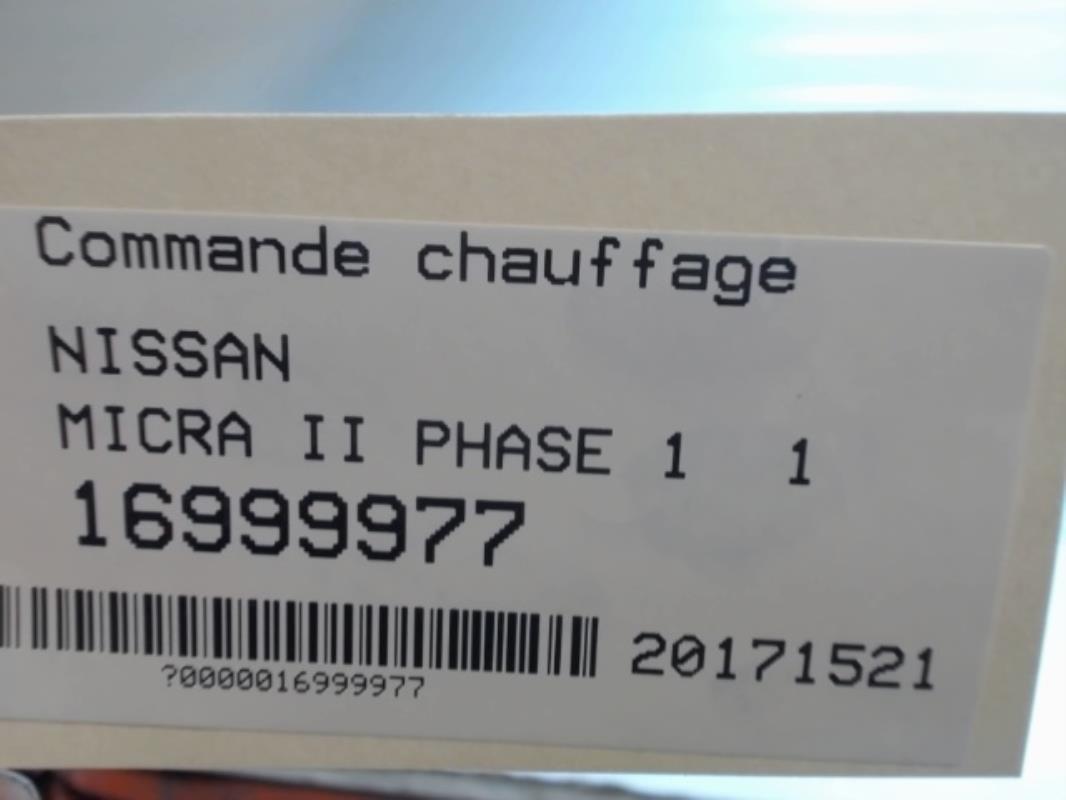 Commande chauffage
NISSAN
MICRA II PHASE 1 1
16999977
?0000016999977
20171521